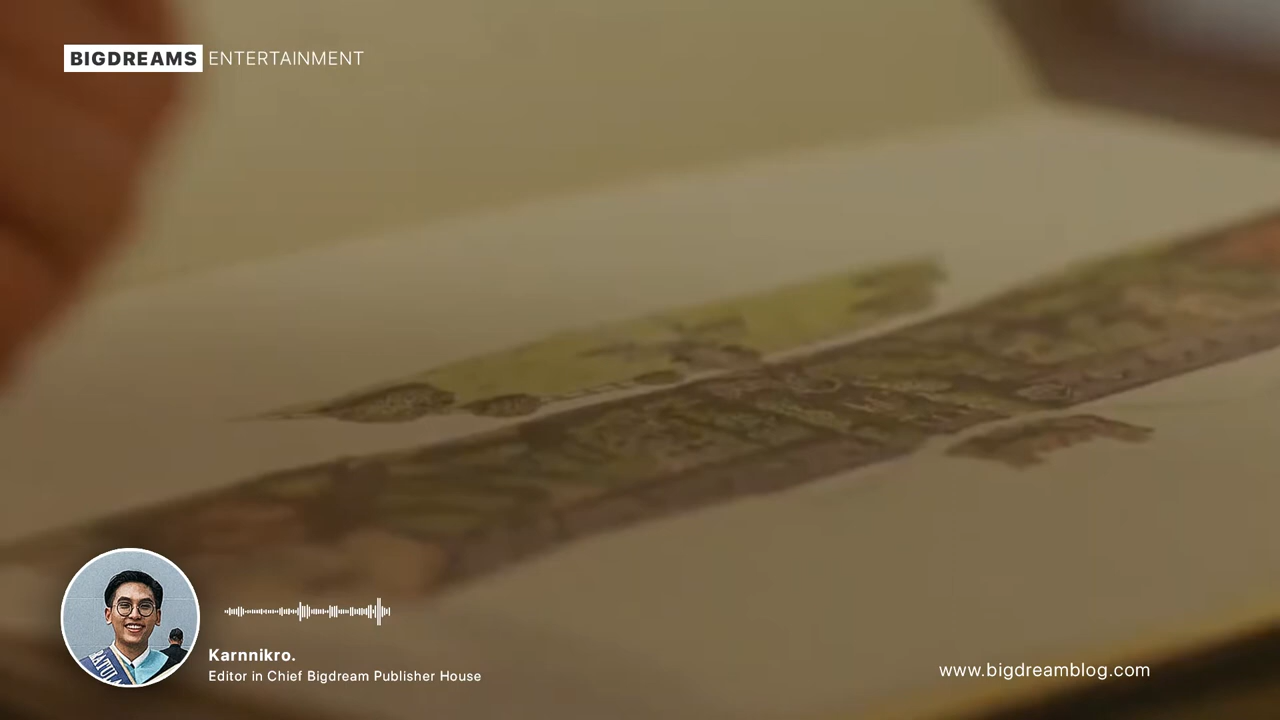 BIGDREAMS ENTERTAINMENT
Karnnikro.
Editor in Chief Bigdream Publisher House
www.bigdreamblog.com